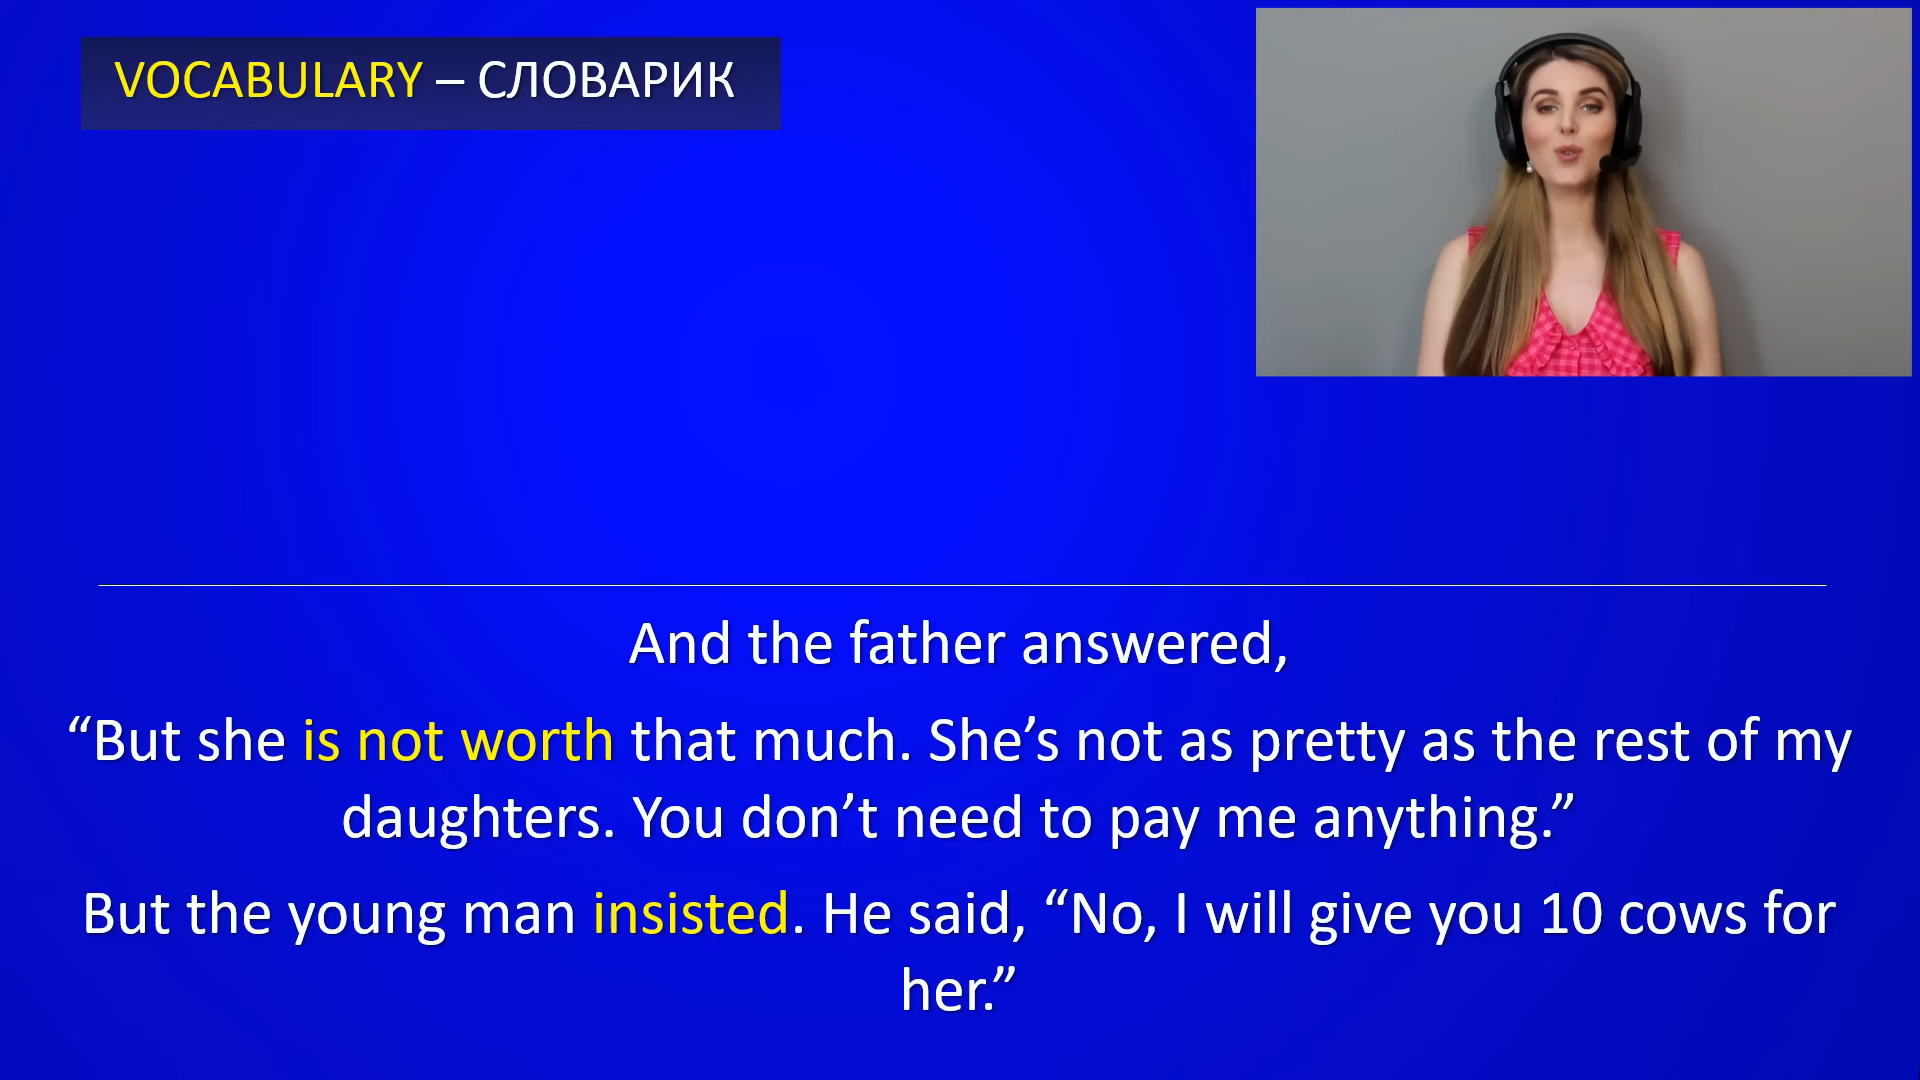 VOCABULARY – СЛОВАРИК
And the father answered,
“But she is not worth that much. She’s not as pretty as the rest of my
daughters. You don’t need to pay me anything.”
But the young man insisted. He said, “No, I will give you 10 cows for
her.”